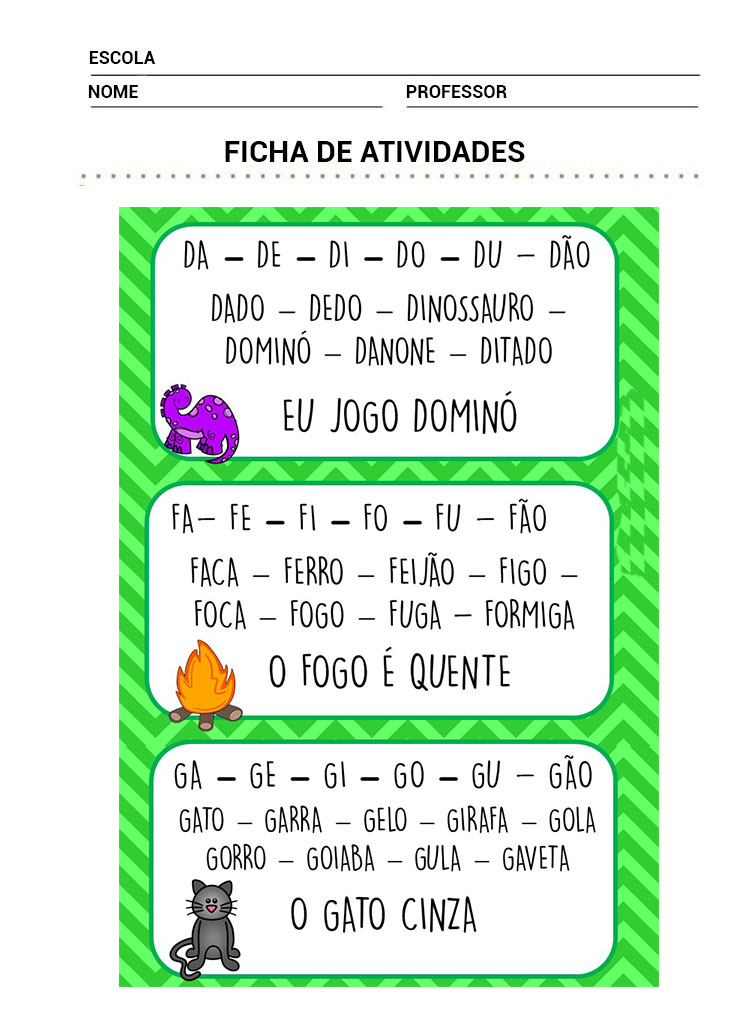 ESCOLA
NOME PROFESSOR
FICHA DE ATIVIDADES
DA – DE – DI – DO – DU – DÃO
DADO – DEDO – DINOSSAURO –
DOMINÓ – DANONE – DITADO
EU JOGO DOMINÓ
FA– FE – FI – FO – FU – FÃO
FACA – FERRO – FEIJÃO – FIGO –
FOCA – FOGO – FUGA – FORMIGA
O FOGO É QUENTE
GA – GE – GI – GO – GU – GÃO
GATO – GARRA – GELO – GIRAFA – GOLA
GORRO – GOIABA – GULA – GAVETA
O GATO CINZA